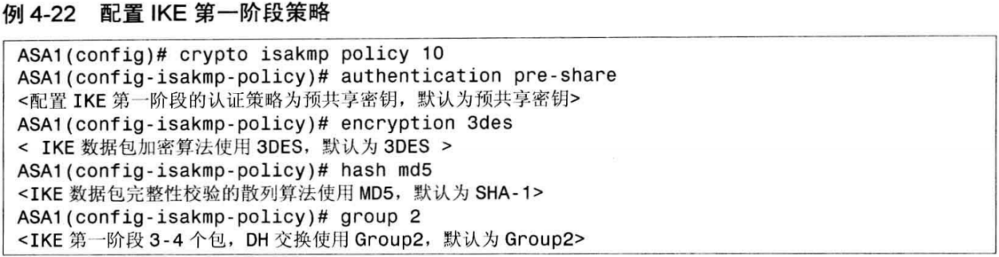 例 4-22 配置 IKE 第一阶段策略
ASA1(config)# crypto isakmp policy 10
ASA1(config-isakmp-policy)# authentication pre-share
<配置 IKE 第一阶段的认证策略为预共享密钥，默认为预共享密钥>
ASA1(config-isakmp-policy)# encryption 3des
< IKE 数据包加密算法使用 3DES，默认为 3DES >
ASA1(config-isakmp-policy)# hash md5
<IKE 数据包完整性校验的散列算法使用 MD5，默认为 SHA-1>
ASA1(config-isakmp-policy)# group 2
<IKE 第一阶段 3-4 个包，DH 交换使用 Group2，默认为 Group2>